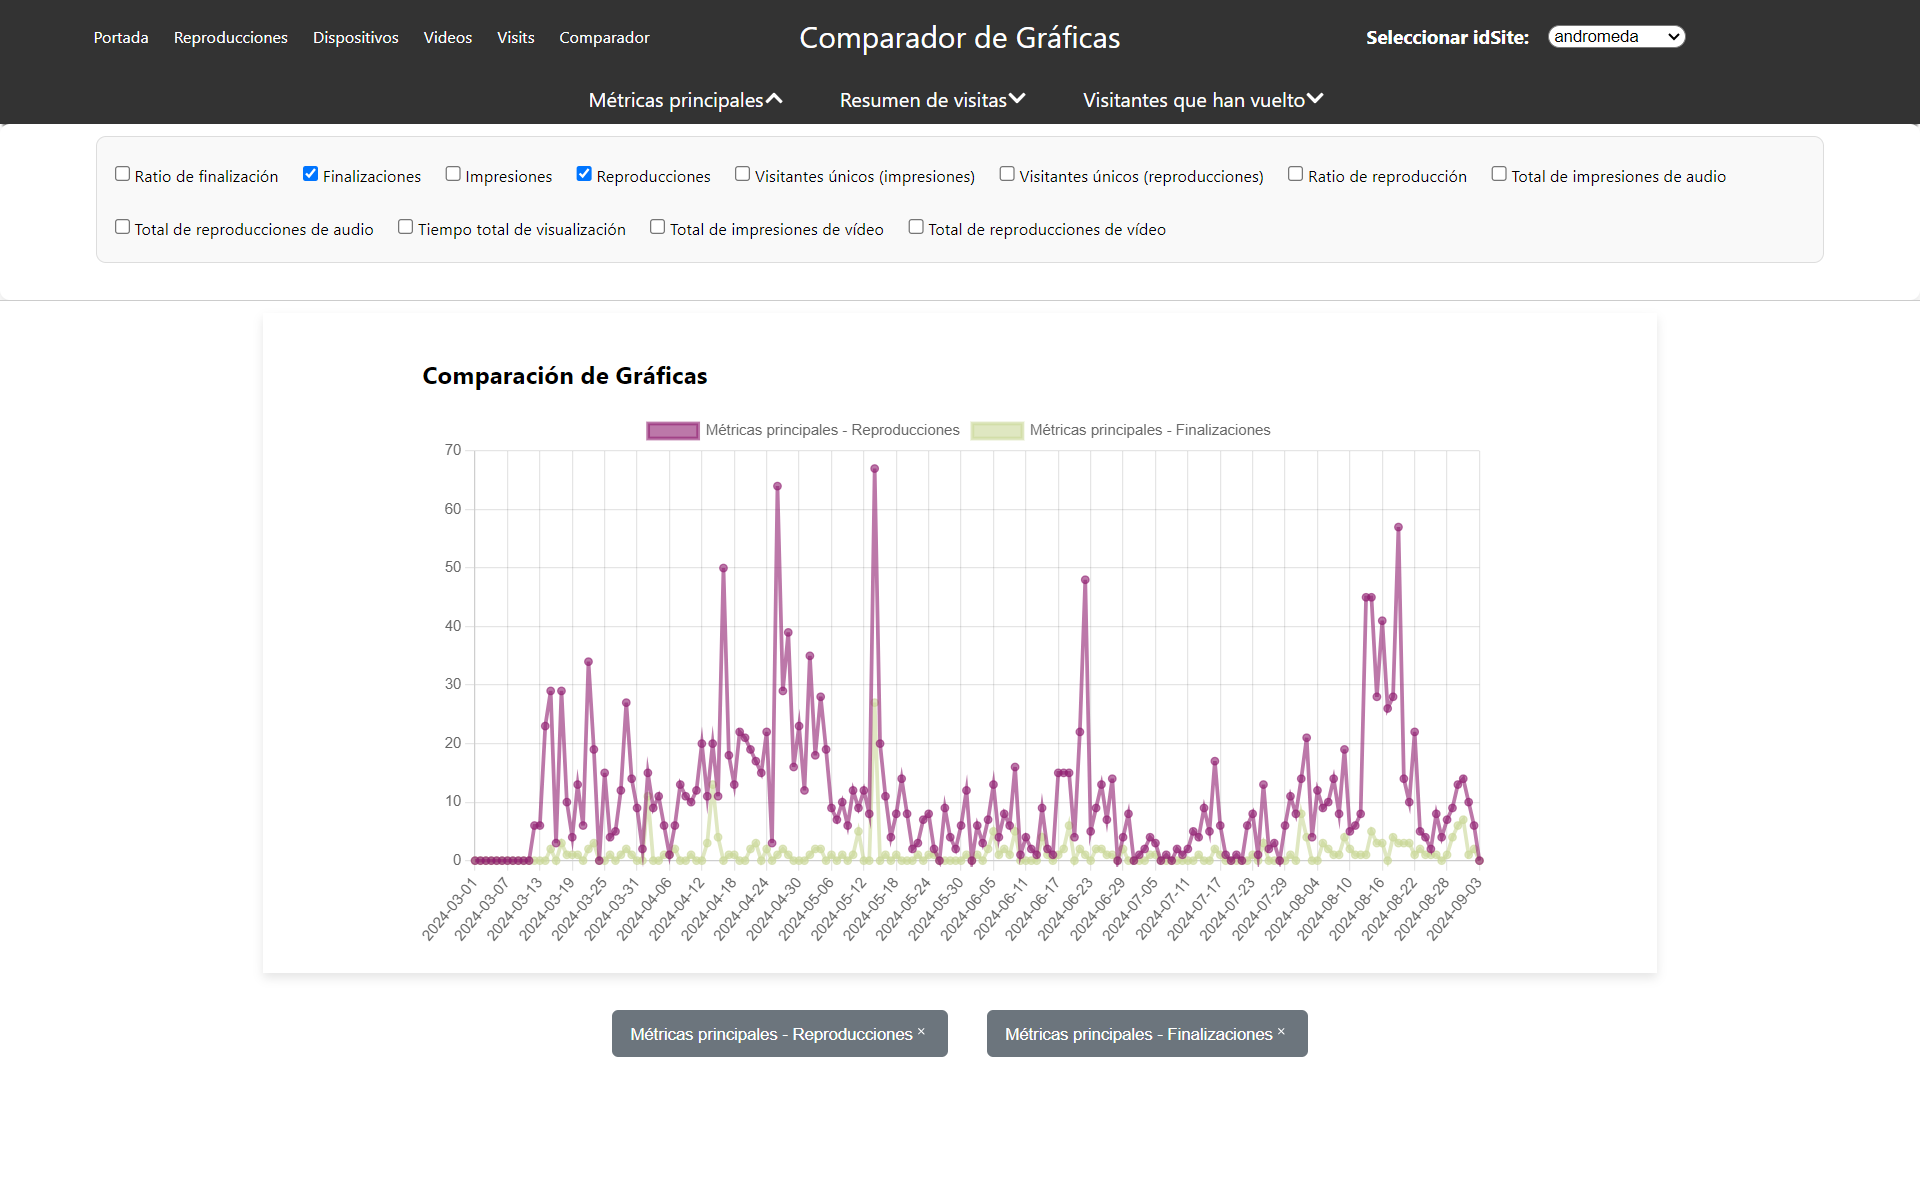 Portada Reproducciones Dispositivos Videos Visits Comparador
Comparador de Gráficas
Seleccionar idSite: andromeda
Métricas principales Resumen de visitas Visitantes que han vuelto
Ratio de finalización Finalizaciones Impresiones Reproducciones Visitantes únicos (impresiones) Visitantes únicos (reproducciones) Ratio de reproducción Total de impresiones de audio
Total de reproducciones de audio Tiempo total de visualización Total de impresiones de vídeo Total de reproducciones de vídeo
Comparación de Gráficas
Métricas principales - Reproducciones Métricas principales - Finalizaciones
70
60
50
40
30
20
10
0
2024-03-01 2024-03-07 2024-03-13 2024-03-19 2024-03-25 2024-03-31 2024-04-06 2024-04-12 2024-04-18 2024-04-24 2024-04-30 2024-05-06 2024-05-12 2024-05-18 2024-05-24 2024-05-30 2024-06-05 2024-06-11 2024-06-17 2024-06-23 2024-06-29 2024-07-05 2024-07-11 2024-07-17 2024-07-23 2024-07-29 2024-08-04 2024-08-10 2024-08-16 2024-08-22 2024-08-28 2024-09-03
Métricas principales - Reproducciones × Métricas principales - Finalizaciones ×